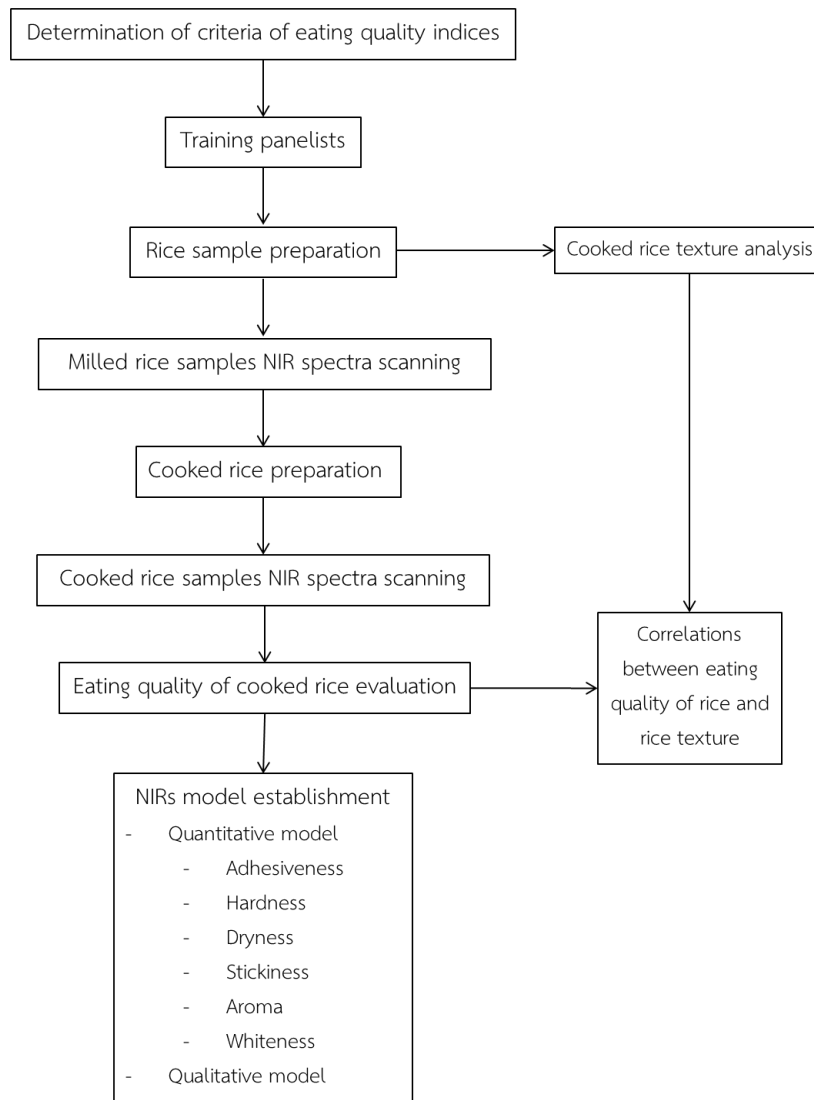 Determination of criteria of eating quality indices
Training panelists
Rice sample preparation
Cooked rice texture analysis
Milled rice samples NIR spectra scanning
Cooked rice preparation
Cooked rice samples NIR spectra scanning
Eating quality of cooked rice evaluation
Correlations
between eating
quality of rice and
rice texture
NIRs model establishment
- Quantitative model
- Adhesiveness
- Hardness
- Dryness
- Stickiness
- Aroma
- Whiteness
- Qualitative model